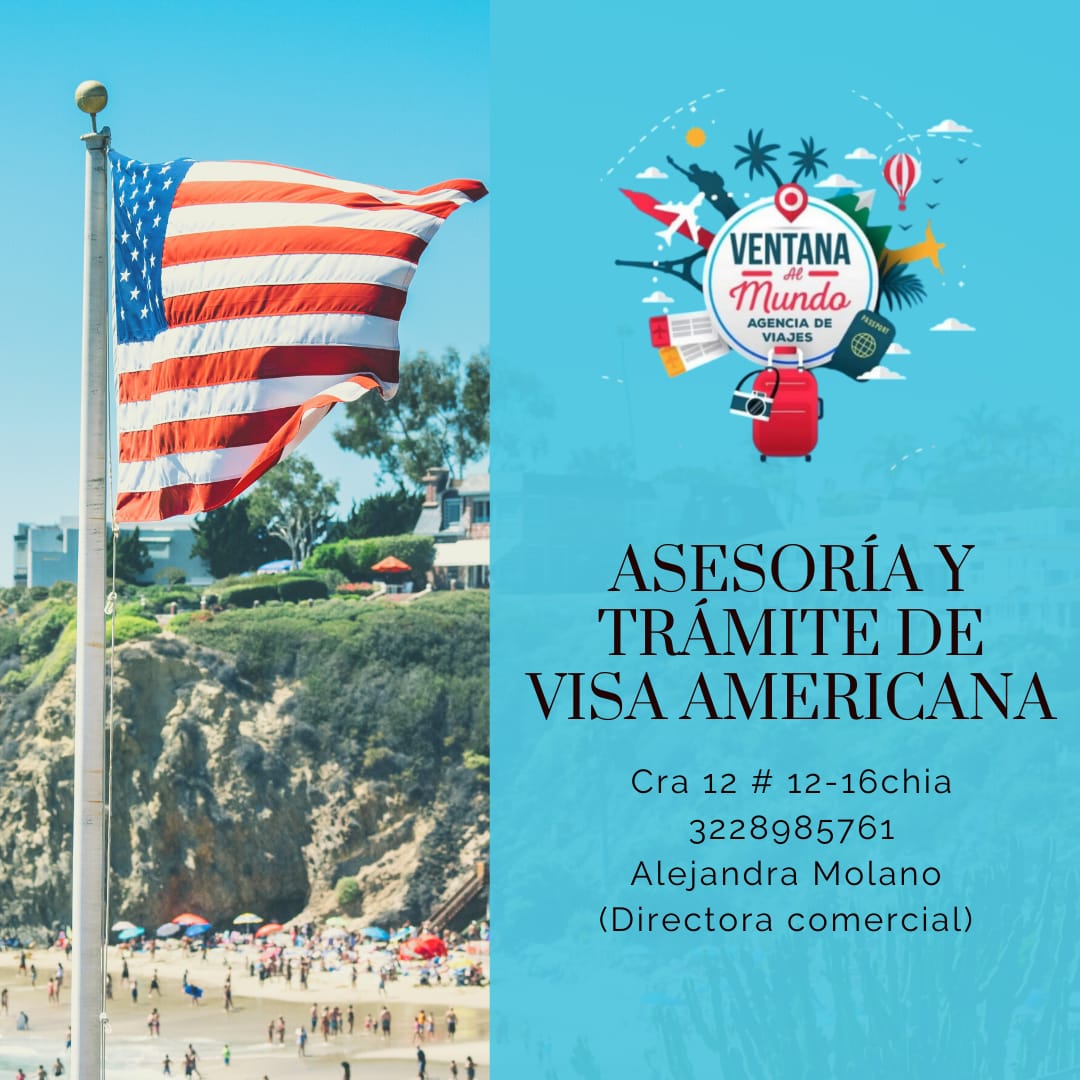 VENTANA
Al
Mundo
AGENCIA DE
VIAJES
PASSPORT
ASESORÍA Y
TRÁMITE DE
VISA AMERICANA
Cra 12 # 12-16chia
3228985761
Alejandra Molano
(Directora comercial)